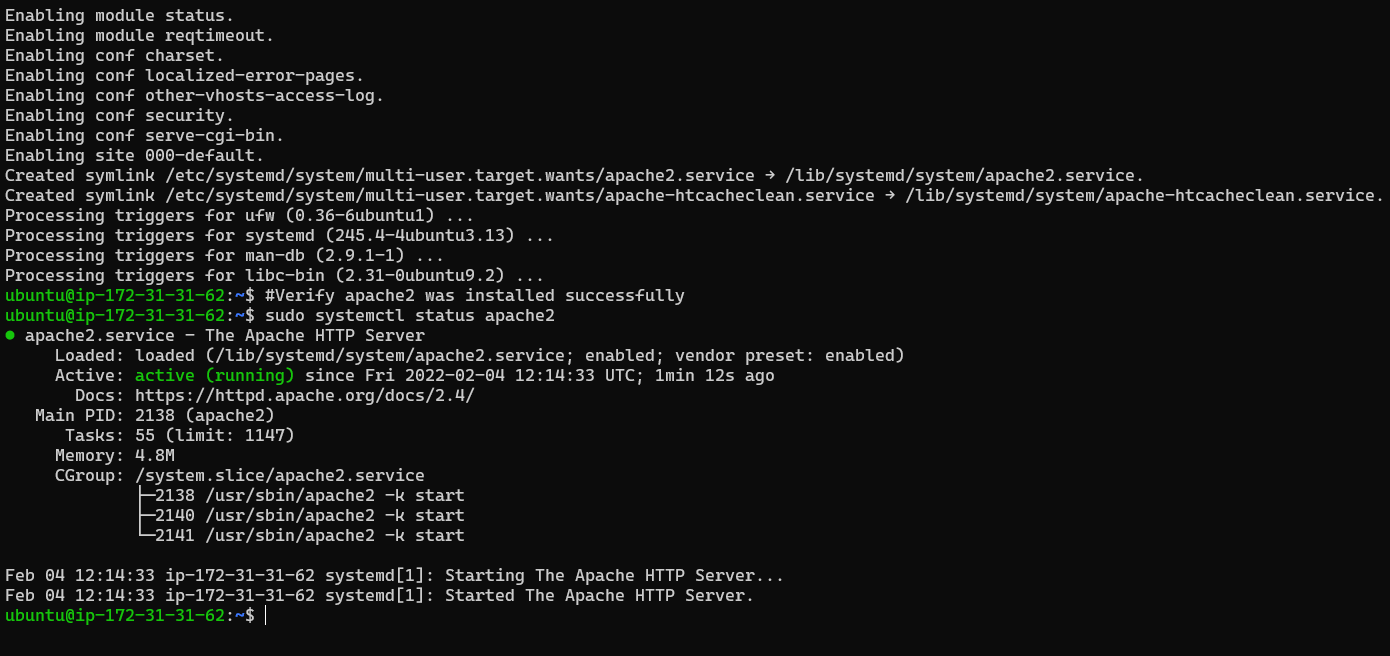 Enabling module status.
Enabling module reqtimeout.
Enabling conf charset.
Enabling conf localized-error-pages.
Enabling conf other-vhosts-access-log.
Enabling conf security.
Enabling conf serve-cgi-bin.
Enabling site 000-default.
Created symlink /etc/systemd/system/multi-user.target.wants/apache2.service → /lib/systemd/system/apache2.service.
Created symlink /etc/systemd/system/multi-user.target.wants/apache-htcacheclean.service → /lib/systemd/system/apache-htcacheclean.service.
Processing triggers for ufw (0.36-6ubuntu1) ...
Processing triggers for systemd (245.4-4ubuntu3.13) ...
Processing triggers for man-db (2.9.1-1) ...
Processing triggers for libc-bin (2.31-0ubuntu9.2) ...
ubuntu@ip-172-31-31-62:~$ #Verify apache2 was installed successfully
ubuntu@ip-172-31-31-62:~$ sudo systemctl status apache2
● apache2.service - The Apache HTTP Server
     Loaded: loaded (/lib/systemd/system/apache2.service; enabled; vendor preset: enabled)
     Active: active (running) since Fri 2022-02-04 12:14:33 UTC; 1min 12s ago
       Docs: https://httpd.apache.org/docs/2.4/
   Main PID: 2138 (apache2)
      Tasks: 55 (limit: 1147)
     Memory: 4.8M
     CGroup: /system.slice/apache2.service
             ├─2138 /usr/sbin/apache2 -k start
             ├─2140 /usr/sbin/apache2 -k start
             └─2141 /usr/sbin/apache2 -k start

Feb 04 12:14:33 ip-172-31-31-62 systemd[1]: Starting The Apache HTTP Server...
Feb 04 12:14:33 ip-172-31-31-62 systemd[1]: Started The Apache HTTP Server.
ubuntu@ip-172-31-31-62:~$